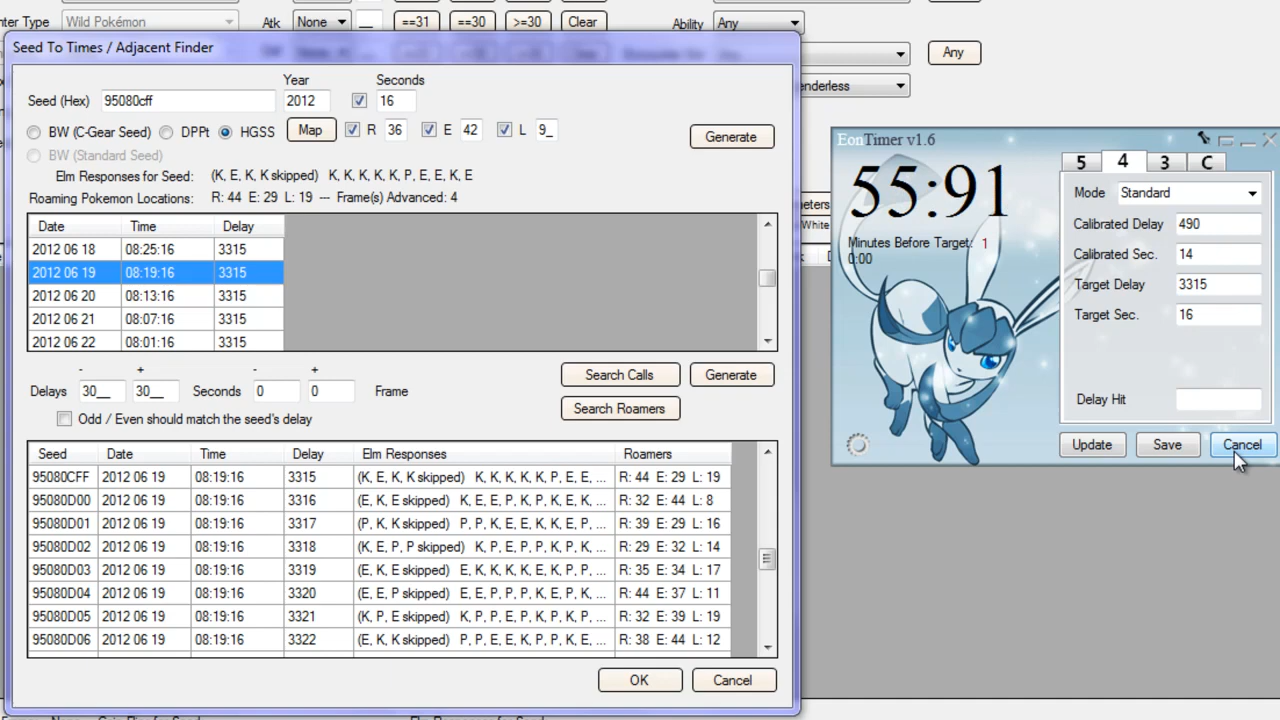 nter Type Wild Pokémon Atk None __ ==31 ==30 >=30 Clear Ability Any
Any
nderless
Seed To Times / Adjacent Finder
Year Seconds
Seed (Hex) 95080cff 2012 16
BW (C-Gear Seed) DPPt HGSS Map R 36 E 42 L 9_ Generate
BW (Standard Seed)
Elm Responses for Seed: (K, E, K, K skipped) K, K, K, K, K, P, E, E, K, E
Roaming Pokemon Locations: R: 44 E: 29 L: 19 --- Frame(s) Advanced: 4
Date Time Delay
2012 06 18 08:25:16 3315
2012 06 19 08:19:16 3315
2012 06 20 08:13:16 3315
2012 06 21 08:07:16 3315
2012 06 22 08:01:16 3315
- + - +
Delays 30__ 30__ Seconds 0 0 Frame
Search Calls Generate
Search Roamers
Odd / Even should match the seed's delay
Seed Date Time Delay Elm Responses Roamers
95080CFF 2012 06 19 08:19:16 3315 (K, E, K, K skipped) K, K, K, K, K, P, E, E, ... R: 44 E: 29 L: 19
95080D00 2012 06 19 08:19:16 3316 (K, E, E skipped) K, E, E, P, K, P, K, E, ... R: 32 E: 44 L: 8
95080D01 2012 06 19 08:19:16 3317 (P, K, K skipped) P, P, K, E, K, K, E, P, ... R: 39 E: 29 L: 16
95080D02 2012 06 19 08:19:16 3318 (K, E, P, P skipped) K, P, E, P, K, P, K, ... R: 29 E: 32 L: 14
95080D03 2012 06 19 08:19:16 3319 (E, K, E skipped) E, K, K, K, E, K, P, P, ... R: 35 E: 34 L: 17
95080D04 2012 06 19 08:19:16 3320 (E, E, P skipped) E, E, P, P, K, E, P, P, ... R: 44 E: 37 L: 11
95080D05 2012 06 19 08:19:16 3321 (K, P, E skipped) K, P, P, E, P, P, K, K, ... R: 32 E: 39 L: 19
95080D06 2012 06 19 08:19:16 3322 (E, K, K skipped) P, P, E, E, K, P, P, K, E, ... R: 38 E: 44 L: 12
OK Cancel
meters
White
EonTimer v1.6
55:91
Minutes Before Target: 1
0:00
5 4 3 C
Mode Standard
Calibrated Delay 490
Calibrated Sec. 14
Target Delay 3315
Target Sec. 16
Delay Hit
Update Save Cancel